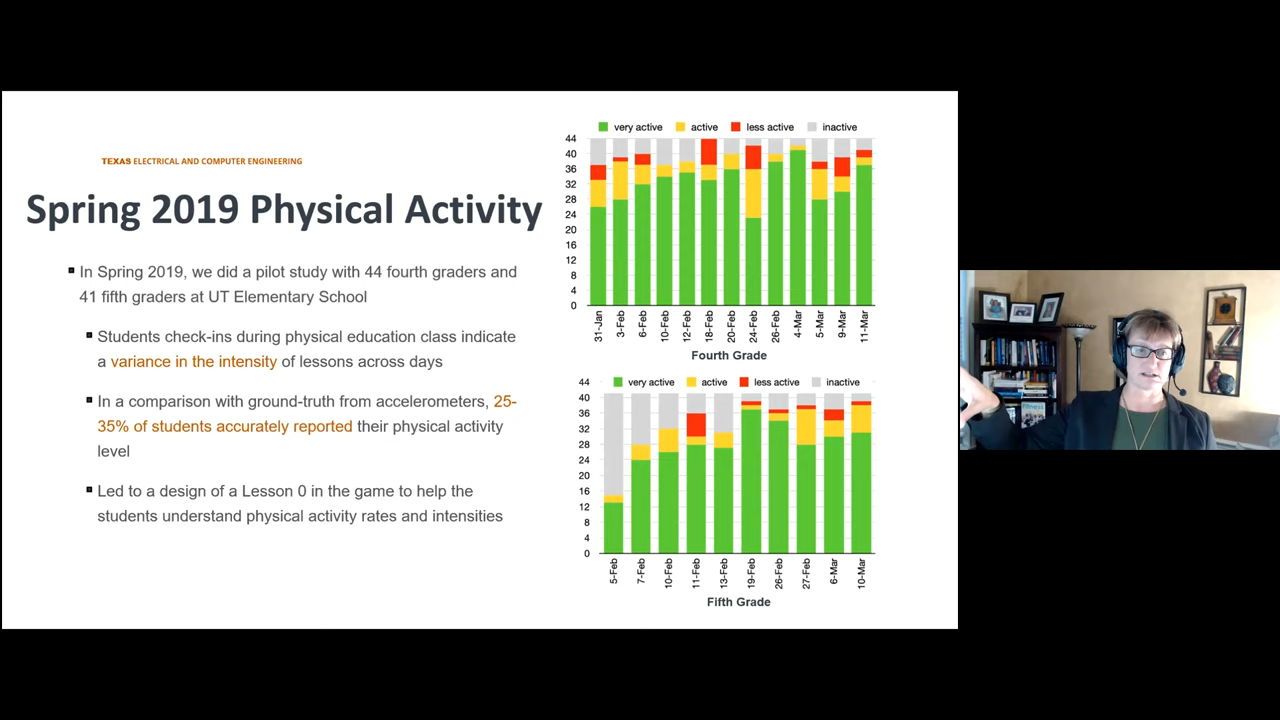 TEXAS ELECTRICAL AND COMPUTER ENGINEERING
Spring 2019 Physical Activity
In Spring 2019, we did a pilot study with 44 fourth graders and
41 fifth graders at UT Elementary School
Students check-ins during physical education class indicate
a variance in the intensity of lessons across days
In a comparison with ground-truth from accelerometers, 25-
35% of students accurately reported their physical activity
level
Led to a design of a Lesson 0 in the game to help the
students understand physical activity rates and intensities
very active active less active inactive
44
40
36
32
28
24
20
16
12
8
4
0
31-Jan 3-Feb 6-Feb 10-Feb 12-Feb 18-Feb 20-Feb 24-Feb 26-Feb 4-Mar 5-Mar 9-Mar 11-Mar
Fourth Grade
very active active less active inactive
44
40
36
32
28
24
20
16
12
8
4
0
5-Feb 7-Feb 10-Feb 11-Feb 13-Feb 19-Feb 26-Feb 27-Feb 6-Mar 10-Mar
Fifth Grade
Fitness